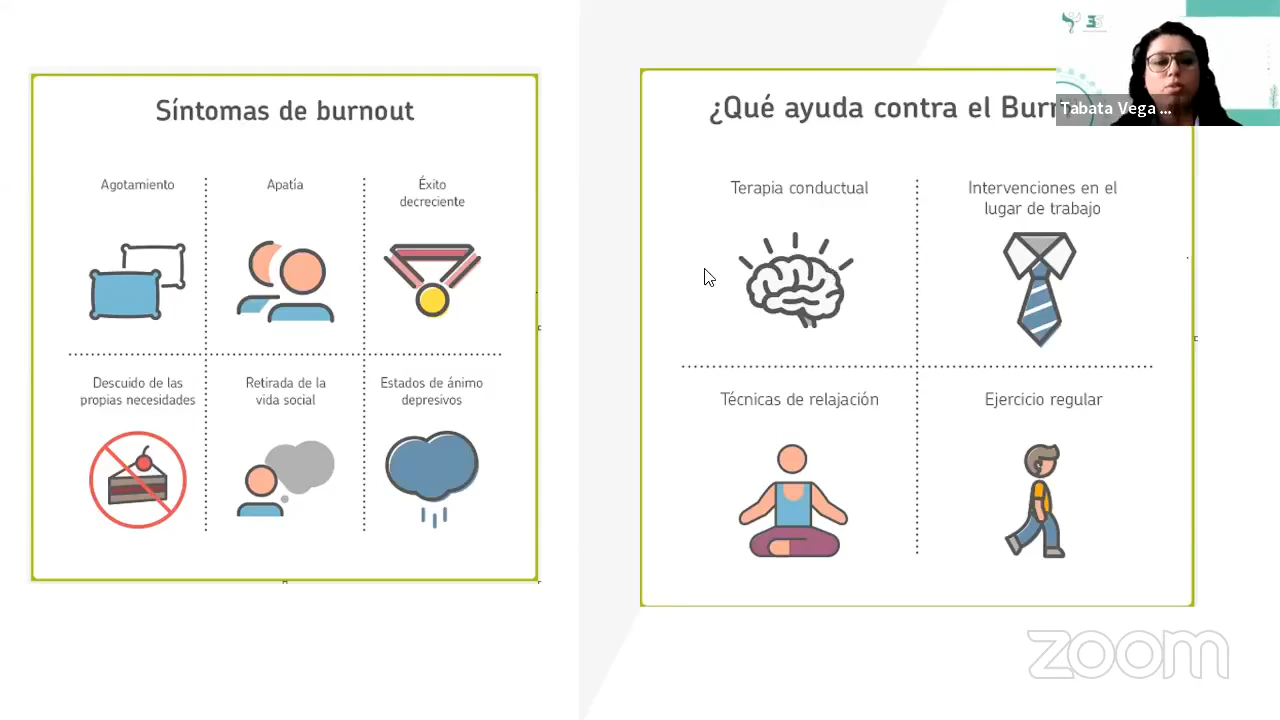 Síntomas de burnout
Agotamiento
Apatía
Éxito
decreciente
Descuido de las
propias necesidades
Retirada de la
vida social
Estados de ánimo
depresivos
¿Qué ayuda contra el
Terapia conductual
Intervenciones en el
lugar de trabajo
Técnicas de relajación
Ejercicio regular
Tabata Vega ...
zoom